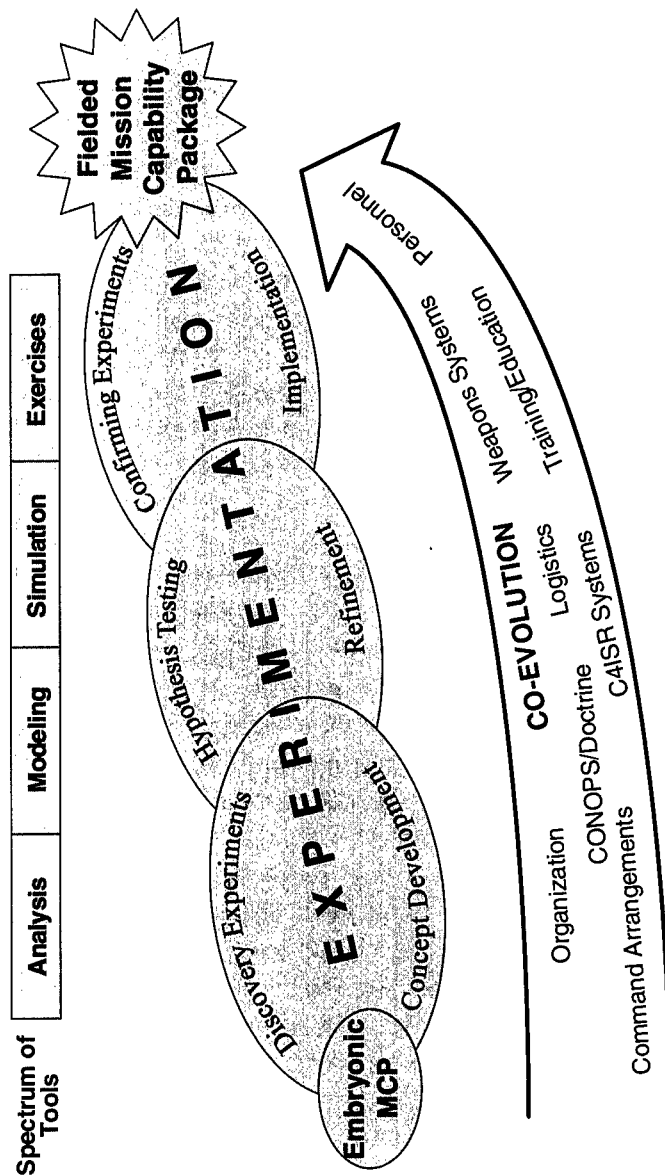 Spectrum of
Tools
Analysis
Modeling
Simulation
Exercises
Embryonic
MCP
Discovery Experiments
Concept Development
Hypothesis Testing
Refinement
Confirming Experiments
Implementation
EXPERIMENTATION
Fielded
Mission
Capability
Package
CO-EVOLUTION
Organization
Logistics
Weapons Systems
Personnel
CONOPS/Doctrine
Training/Education
Command Arrangements
C4ISR Systems